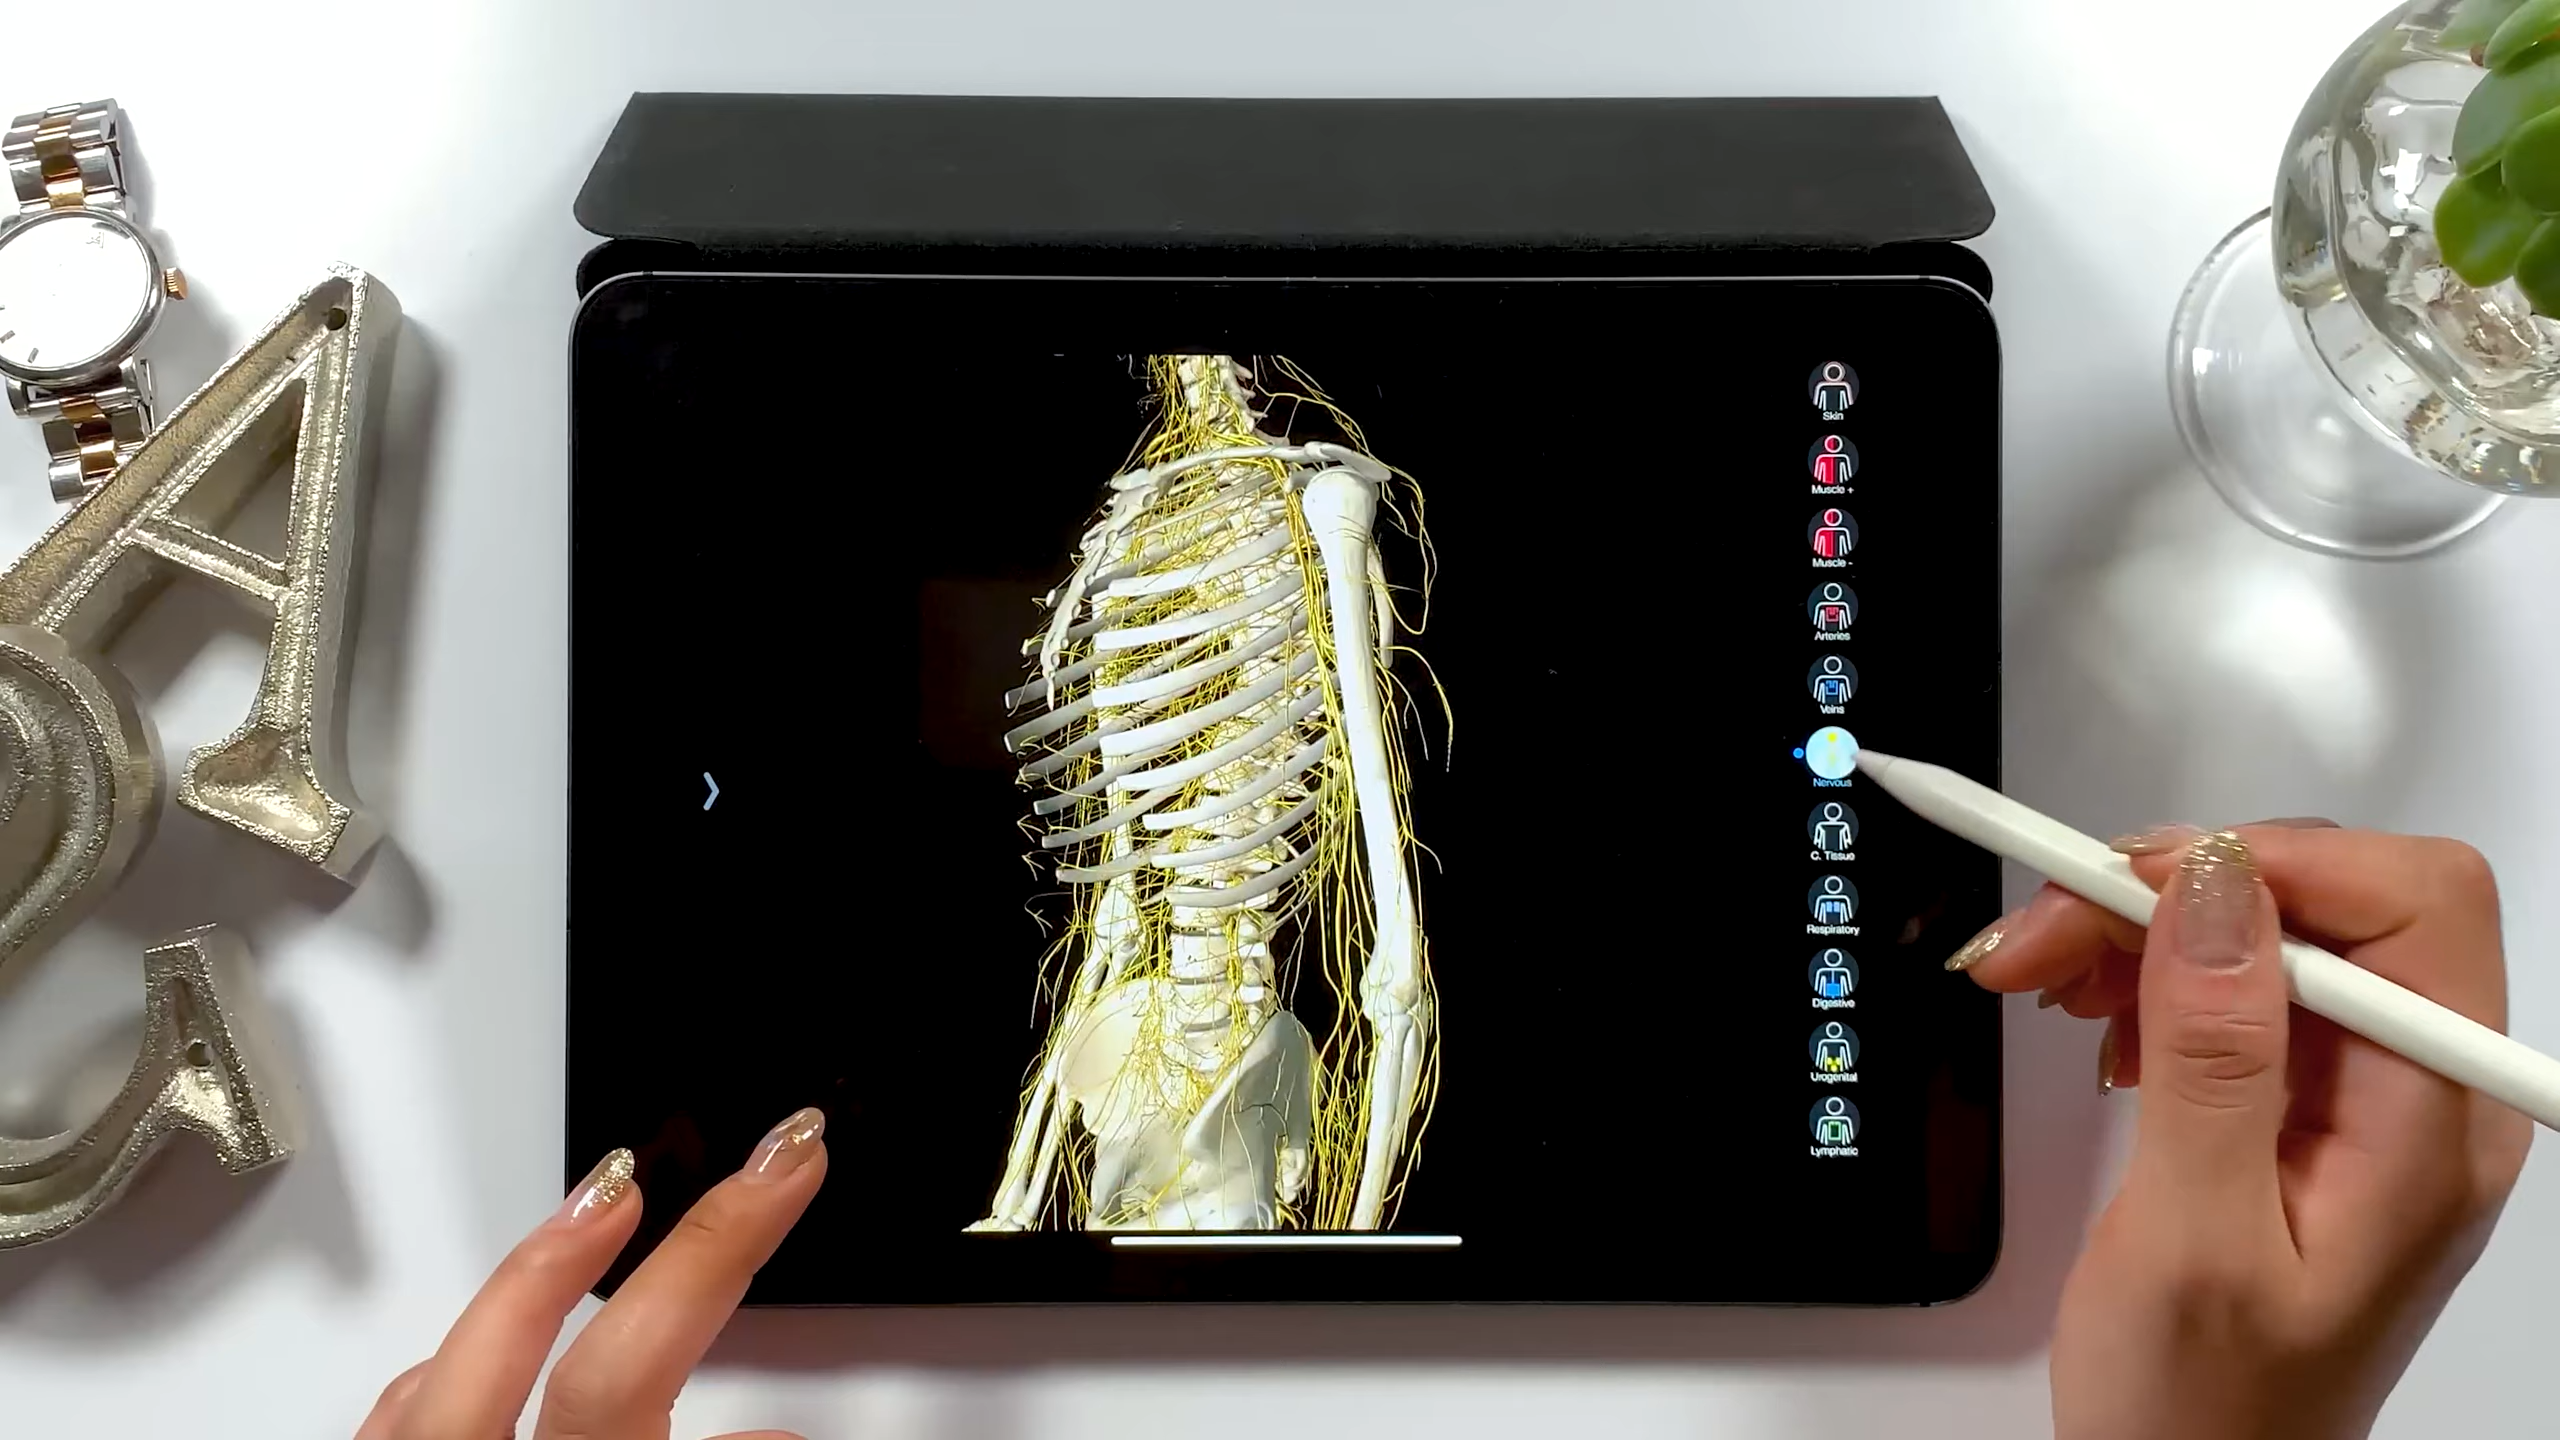 Skin
Muscle +
Muscle -
Arteries
Veins
Nervous
C. Tissue
Respiratory
Digestive
Urogenital
Lymphatic